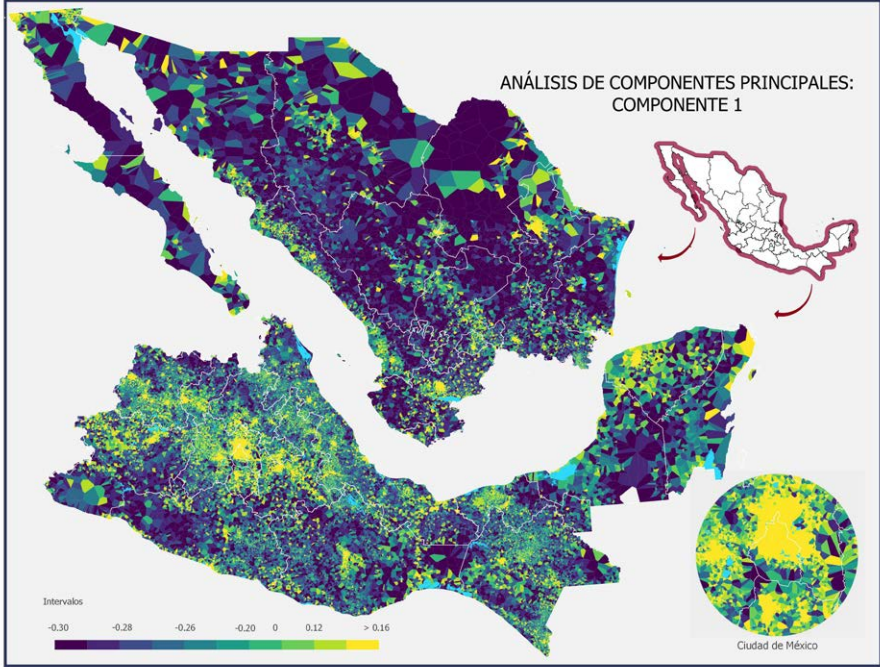 ANÁLISIS DE COMPONENTES PRINCIPALES:
COMPONENTE 1
Intervalos
-0.30 -0.28 -0.26 -0.20 0 0.12 > 0.16
Ciudad de México